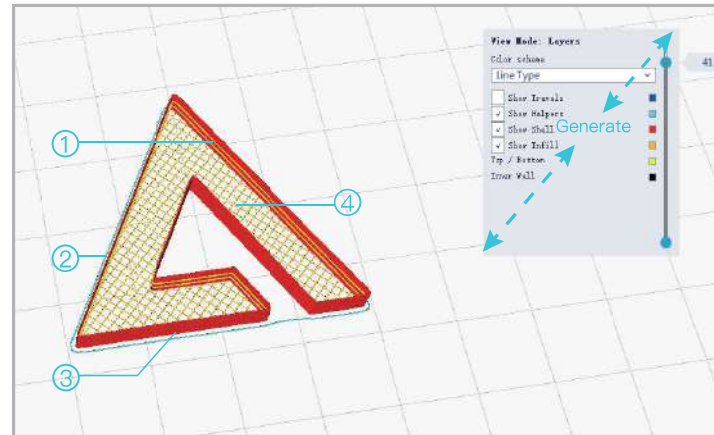 View Mode: Layers
Color scheme
Line Type
41
Show Travels
Show Helpers
Show Shell
Generate
Show Infill
Top / Bottom
Inner Wall
①
④
②
③